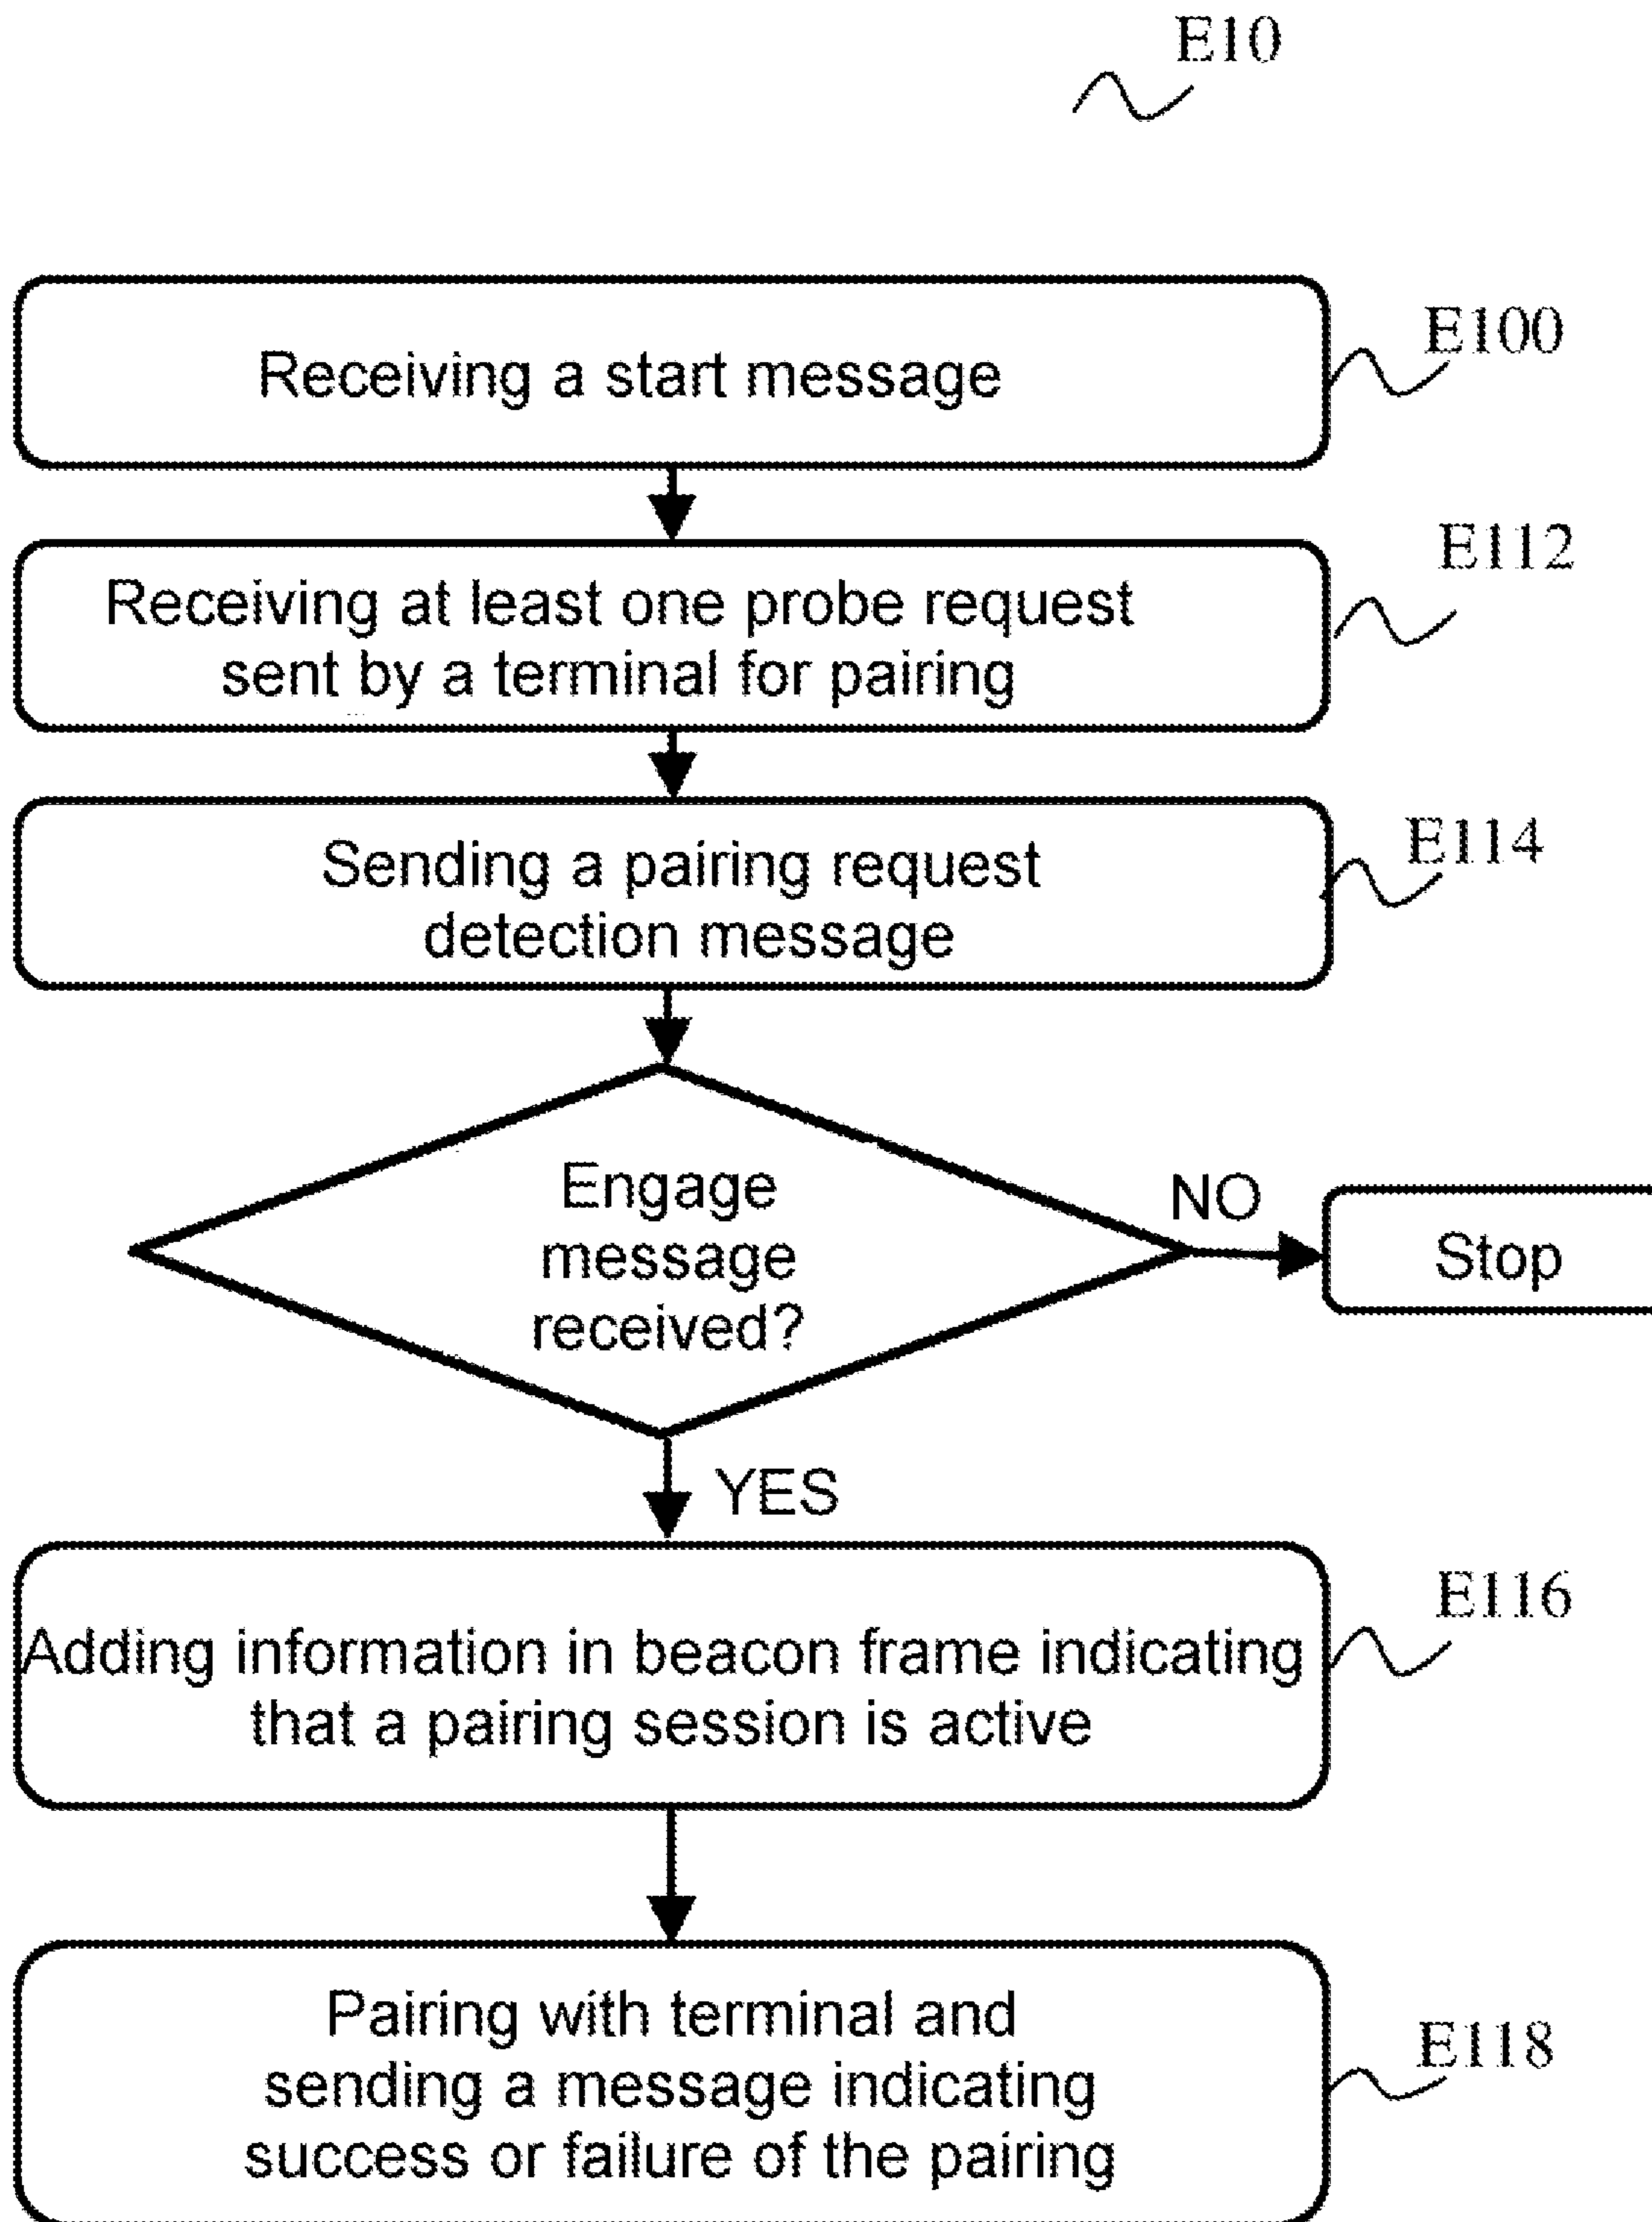 E10
Receiving a start message
E100
Receiving at least one probe request
sent by a terminal for pairing
E112
Sending a pairing request
detection message
E114
Engage
message
received?
NO
Stop
YES
Adding information in beacon frame indicating
that a pairing session is active
E116
Pairing with terminal and
sending a message indicating
success or failure of the pairing
E118